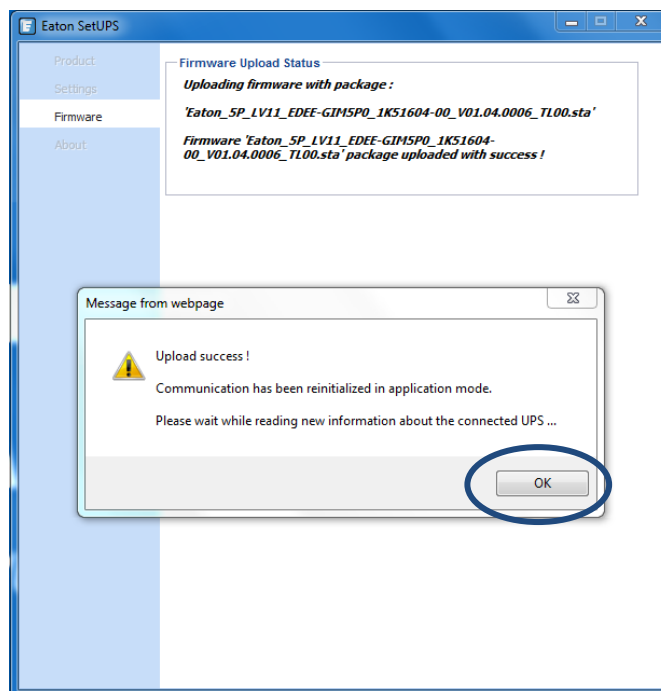 Eaton SetUPS
Product
Settings
Firmware
About
Firmware Upload Status
Uploading firmware with package :
'Eaton_5P_LV11_EDEE-GIM5P0_1K51604-00_V01.04.0006_TL00.sta'
Firmware 'Eaton_5P_LV11_EDEE-GIM5P0_1K51604-
00_V01.04.0006_TL00.sta' package uploaded with success !
Message from webpage
Upload success !
Communication has been reinitialized in application mode.
Please wait while reading new information about the connected UPS ...
OK